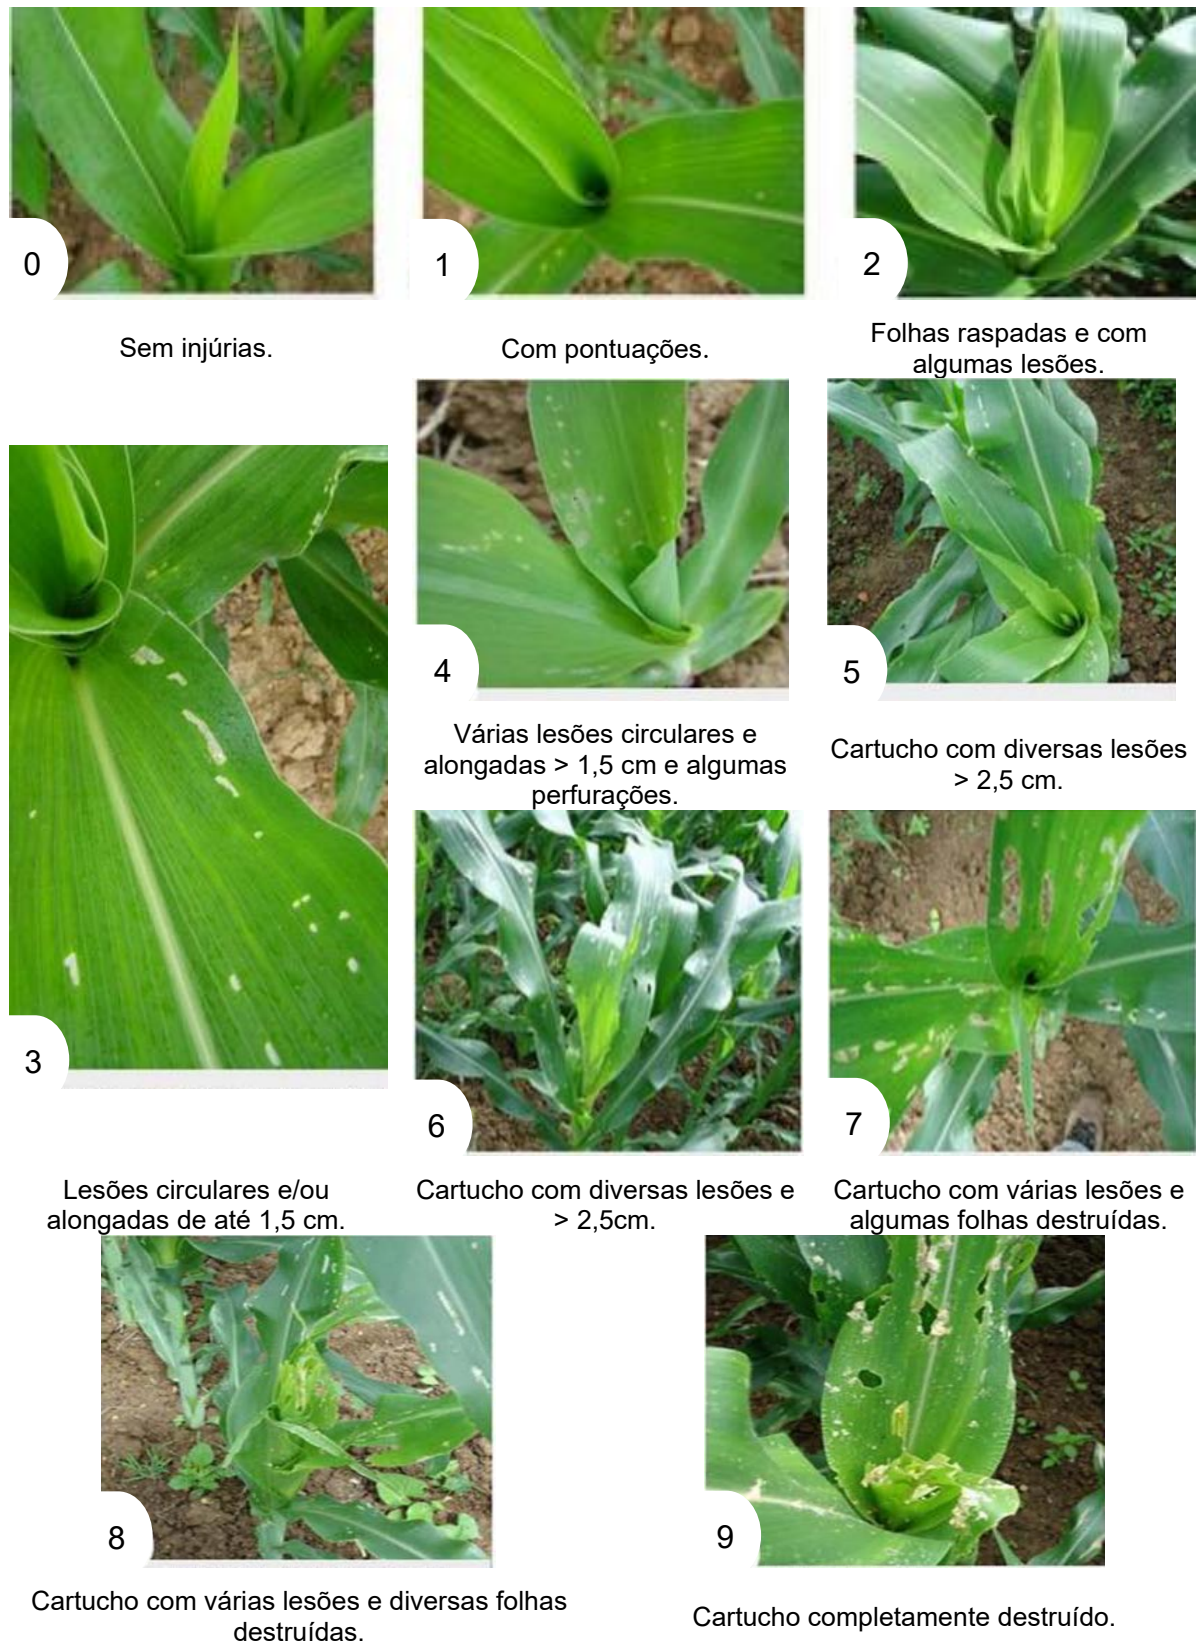 0
1
2
Sem injúrias.
Com pontuações.
Folhas raspadas e com
algumas lesões.
3
Lesões circulares e/ou
alongadas de até 1,5 cm.
4
Várias lesões circulares e
alongadas > 1,5 cm e algumas
perfurações.
5
Cartucho com diversas lesões
> 2,5 cm.
6
Cartucho com diversas lesões e
> 2,5cm.
7
Cartucho com várias lesões e
algumas folhas destruídas.
8
Cartucho com várias lesões e diversas folhas
destruídas.
9
Cartucho completamente destruído.